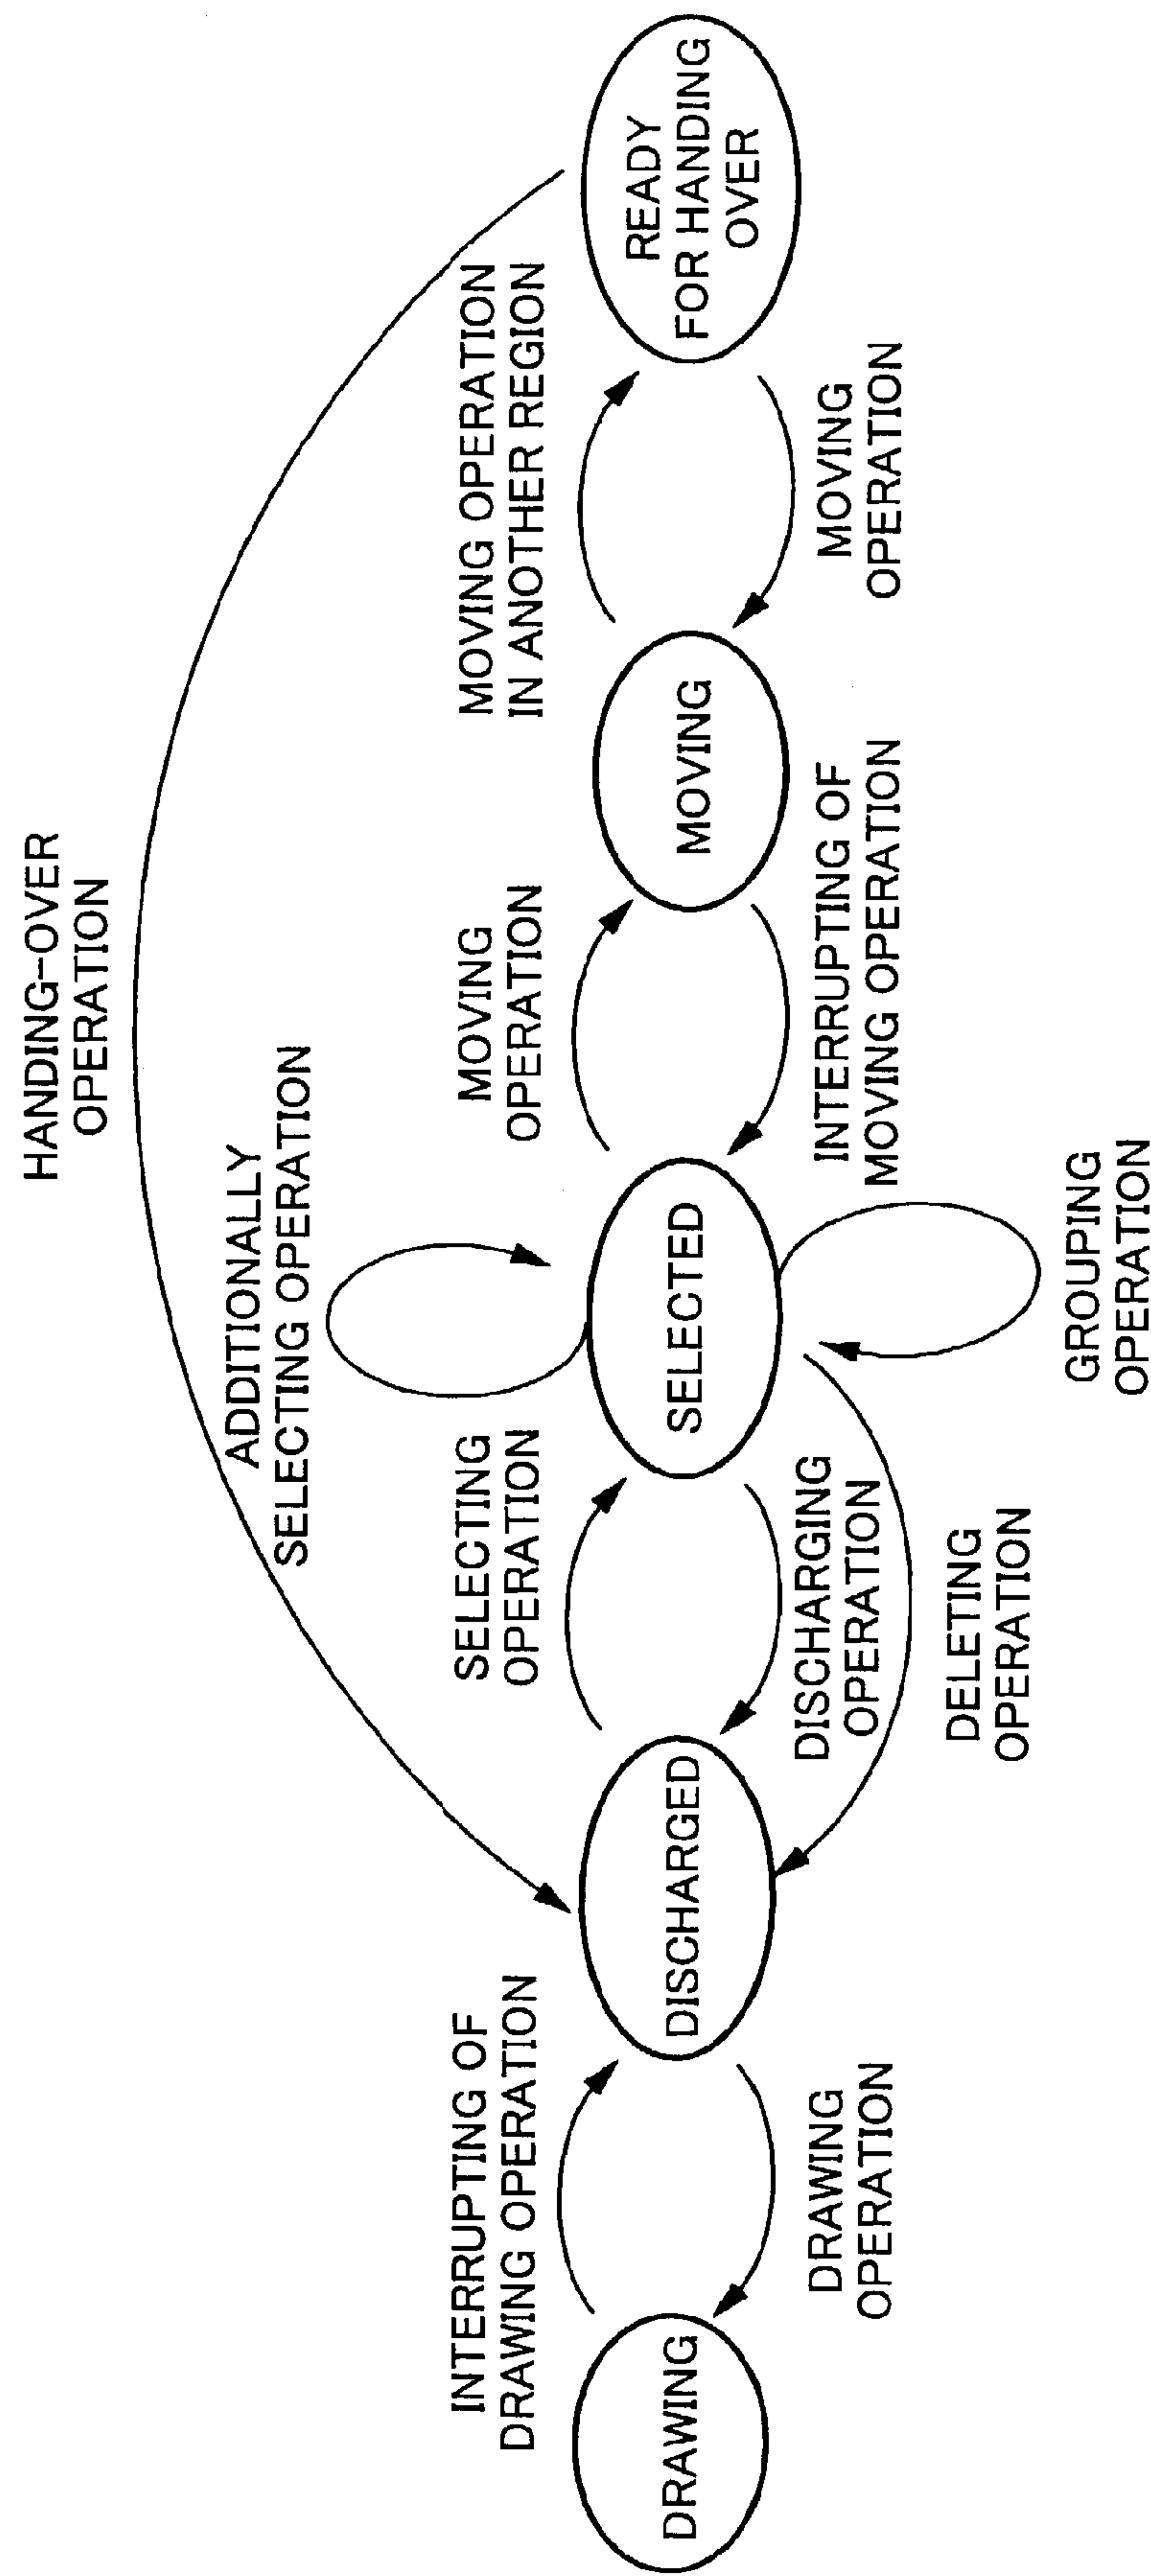 HANDING-OVER
OPERATION
ADDITIONALLY
SELECTING OPERATION
INTERRUPTING OF
DRAWING OPERATION
SELECTING
OPERATION
MOVING
OPERATION
MOVING OPERATION
IN ANOTHER REGION
DRAWING
DISCHARGED
SELECTED
MOVING
READY
FOR HANDING
OVER
DRAWING
OPERATION
DISCHARGING
OPERATION
INTERRUPTING OF
MOVING OPERATION
MOVING
OPERATION
DELETING
OPERATION
GROUPING
OPERATION